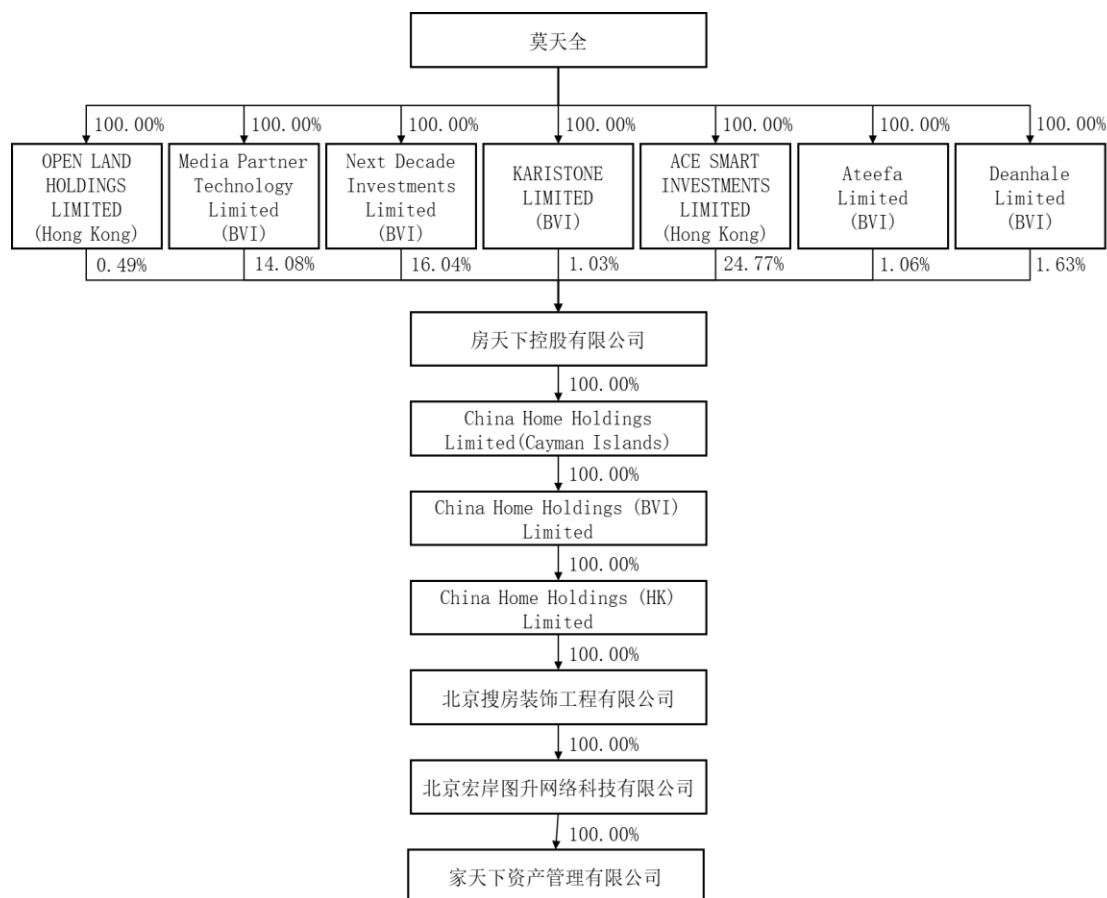 莫天全
100.00%
100.00%
100.00%
100.00%
100.00%
100.00%
100.00%
OPEN LAND
HOLDINGS
LIMITED
(Hong Kong)
Media Partner
Technology
Limited
(BVI)
Next Decade
Investments
Limited
(BVI)
KARISTONE
LIMITED
(BVI)
ACE SMART
INVESTMENTS
LIMITED
(Hong Kong)
Ateefa
Limited
(BVI)
Deanhale
Limited
(BVI)
0.49%
14.08%
16.04%
1.03%
24.77%
1.06%
1.63%
房天下控股有限公司
100.00%
China Home Holdings
Limited(Cayman Islands)
100.00%
China Home Holdings (BVI)
Limited
100.00%
China Home Holdings (HK)
Limited
100.00%
北京搜房装饰工程有限公司
100.00%
北京宏岸图升网络科技有限公司
100.00%
家天下资产管理有限公司